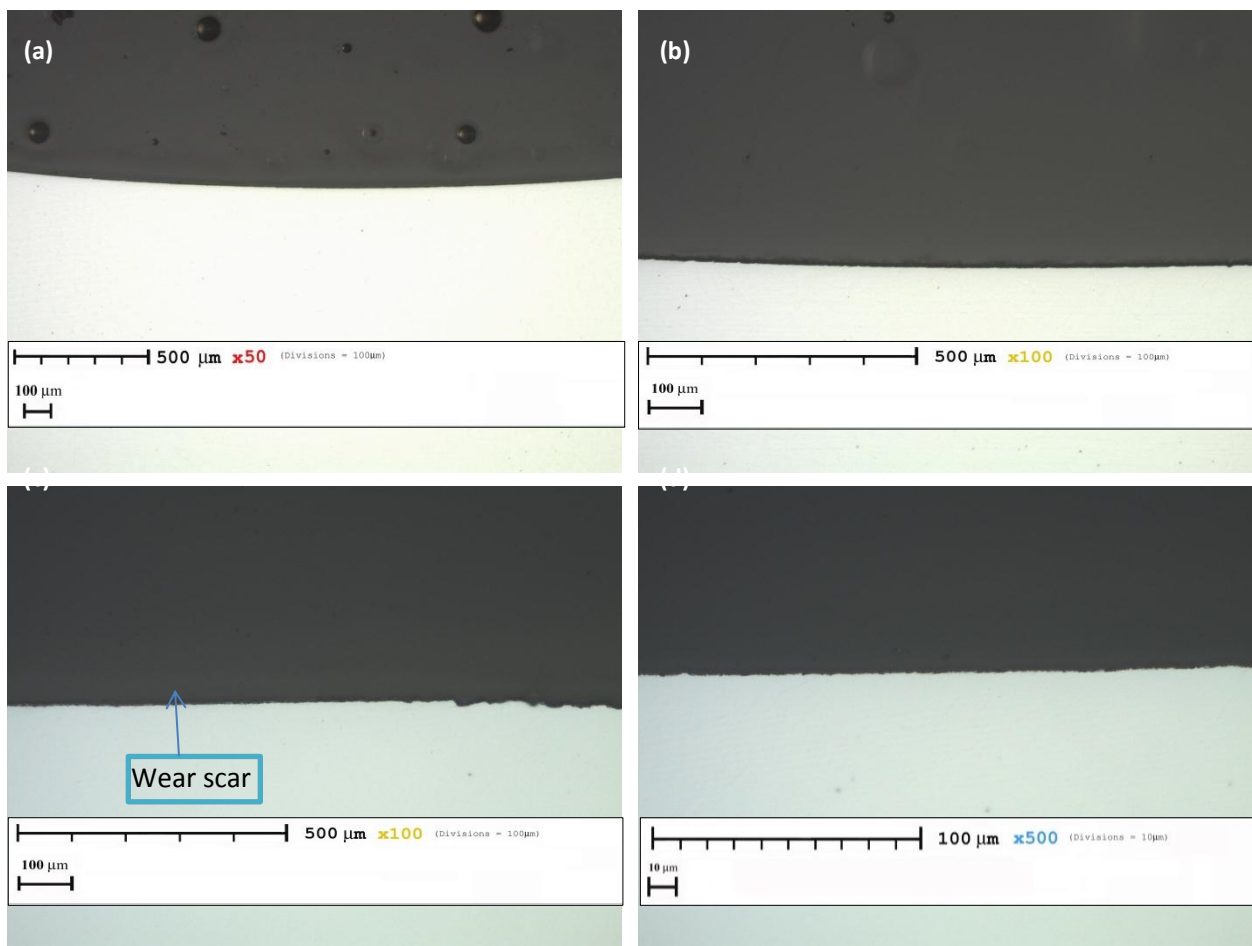 (a)
500 μm x50 (Divisions = 100μm)
100 μm
(b)
500 μm x100 (Divisions = 100μm)
100 μm
Wear scar
500 μm x100 (Divisions = 100μm)
100 μm
100 μm x500 (Divisions = 10μm)
10 μm